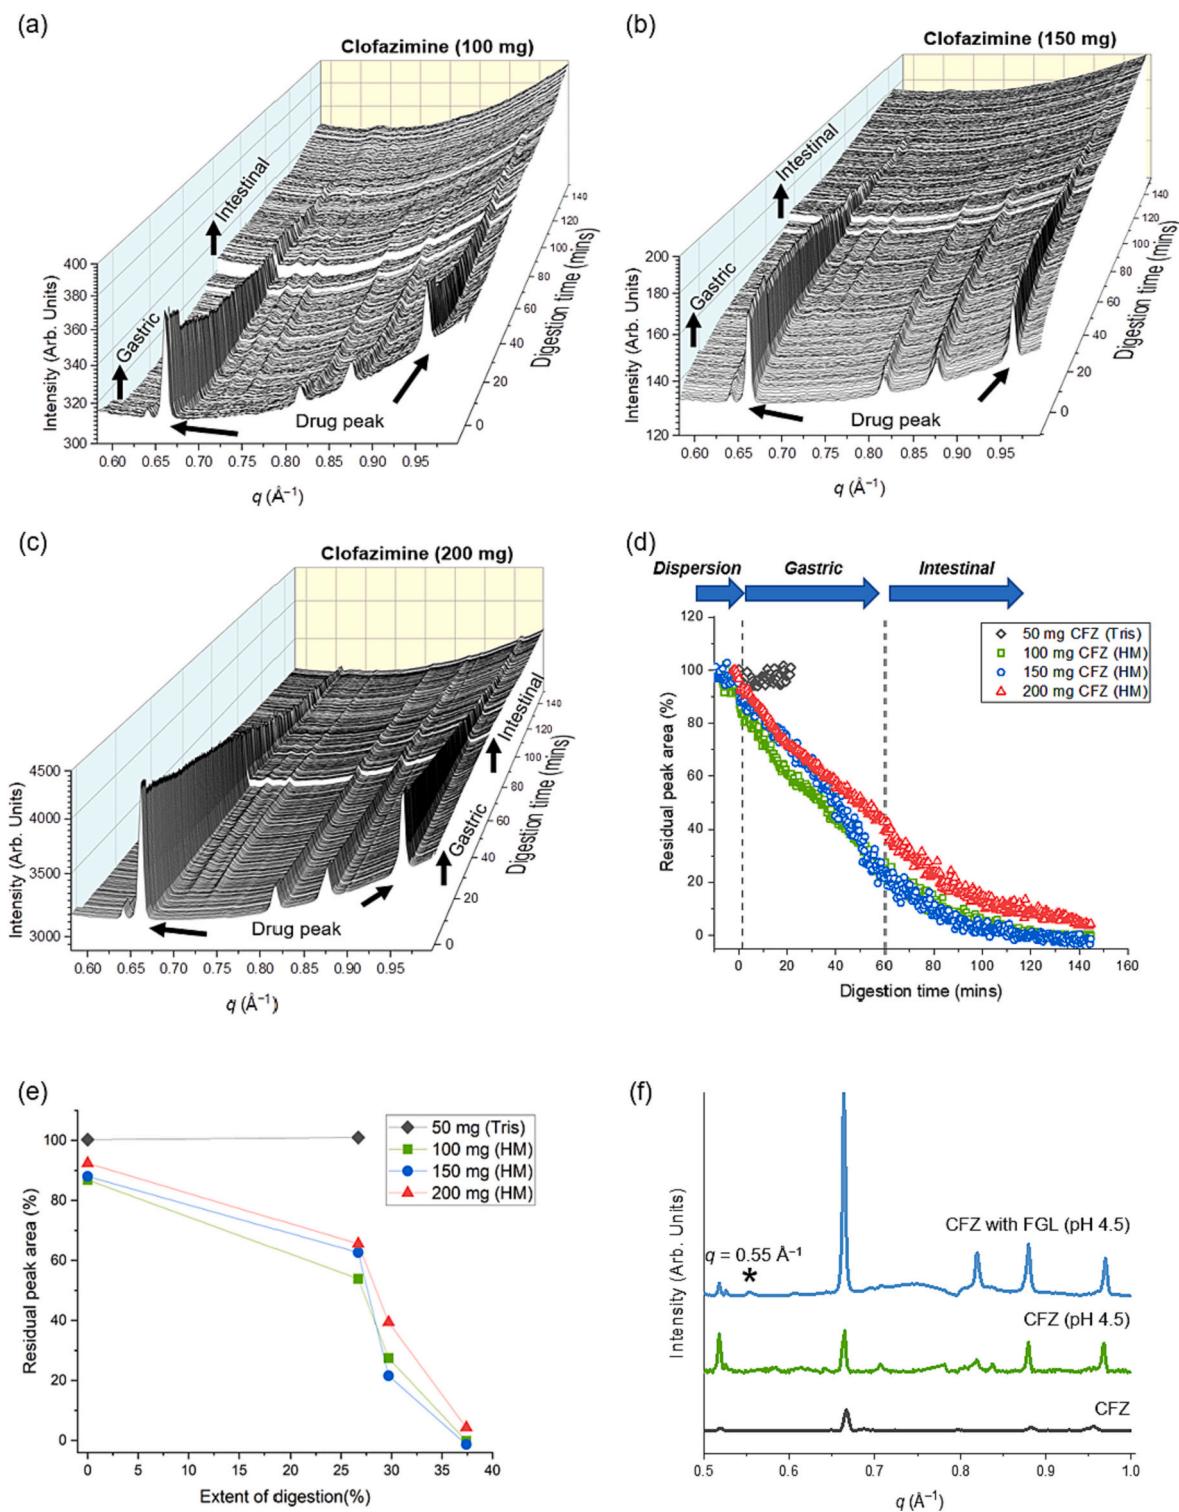 (a)
Clofazimine (100 mg)
Intestinal
Gastric
Drug peak
400
380
360
340
320
300
Intensity (Arb. Units)
0.60 0.65 0.70 0.75 0.80 0.85 0.90 0.95
q (Å⁻¹)
0
20
40
60
80
100
120
140
Digestion time (mins)
(b)
Clofazimine (150 mg)
Intestinal
Gastric
Drug peak
200
180
160
140
120
Intensity (Arb. Units)
0.60 0.65 0.70 0.75 0.80 0.85 0.90 0.95
q (Å⁻¹)
0
20
40
60
80
100
120
140
Digestion time (mins)
(c)
Clofazimine (200 mg)
Intestinal
Gastric
Drug peak
4500
4000
3500
3000
Intensity (Arb. Units)
0.60 0.65 0.70 0.75 0.80 0.85 0.90 0.95
q (Å⁻¹)
0
20
40
60
80
100
120
140
Digestion time (mins)
(d)
Dispersion Gastric Intestinal
50 mg CFZ (Tris)
100 mg CFZ (HM)
150 mg CFZ (HM)
200 mg CFZ (HM)
120
100
80
60
40
20
0
Residual peak area (%)
0 20 40 60 80 100 120 140 160
Digestion time (mins)
(e)
50 mg (Tris)
100 mg (HM)
150 mg (HM)
200 mg (HM)
100
80
60
40
20
0
Residual peak area (%)
0 5 10 15 20 25 30 35 40
Extent of digestion(%)
(f)
CFZ with FGL (pH 4.5)
q = 0.55 Å⁻¹
*
CFZ (pH 4.5)
CFZ
Intensity (Arb. Units)
0.5 0.6 0.7 0.8 0.9 1.0
q (Å⁻¹)